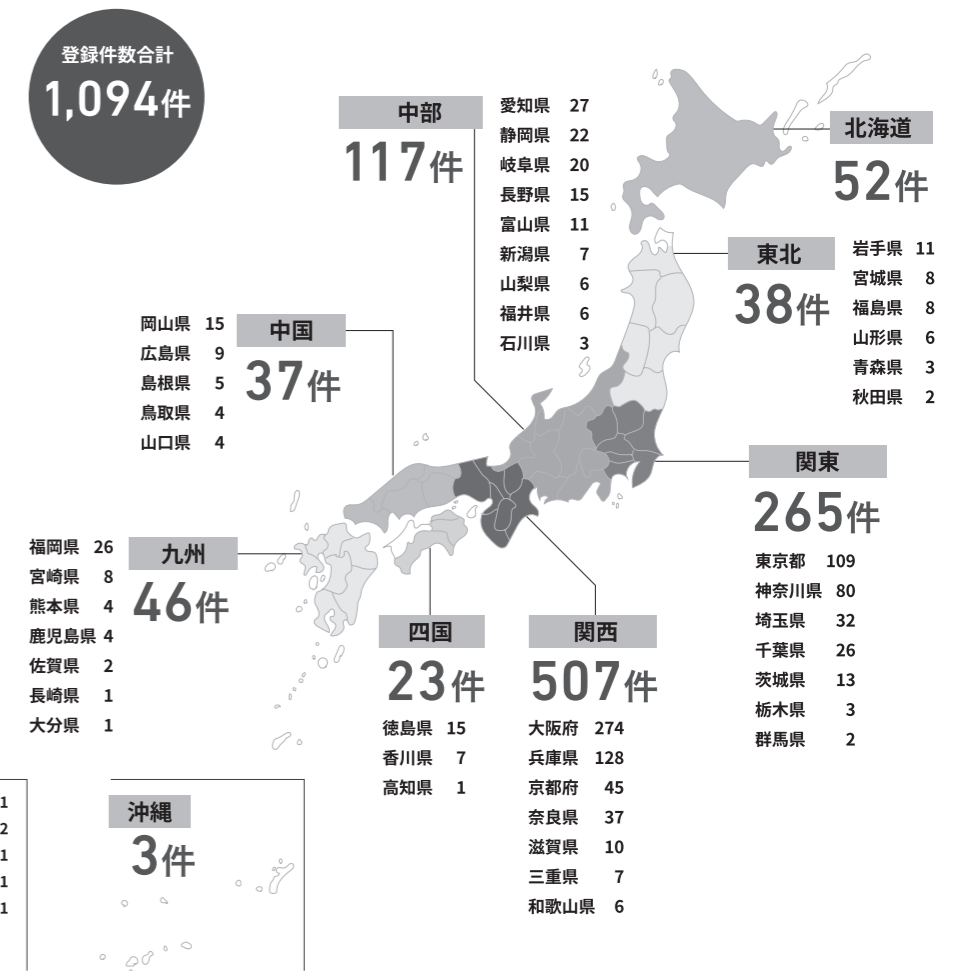 登録件数合計
1,094件
中部
117件
愛知県 27
静岡県 22
岐阜県 20
長野県 15
富山県 11
新潟県 7
山梨県 6
福井県 6
石川県 3
北海道
52件
東北
38件
岩手県 11
宮城県 8
福島県 8
山形県 6
青森県 3
秋田県 2
岡山県 15
広島県 9
島根県 5
鳥取県 4
山口県 4
中国
37件
関東
265件
東京都 109
神奈川県 80
埼玉県 32
千葉県 26
茨城県 13
栃木県 3
群馬県 2
福岡県 26
宮崎県 8
熊本県 4
鹿児島県 4
佐賀県 2
長崎県 1
大分県 1
九州
46件
四国
23件
徳島県 15
香川県 7
高知県 1
関西
507件
大阪府 274
兵庫県 128
京都府 45
奈良県 37
滋賀県 10
三重県 7
和歌山県 6
1
2
1
1
1
沖縄
3件